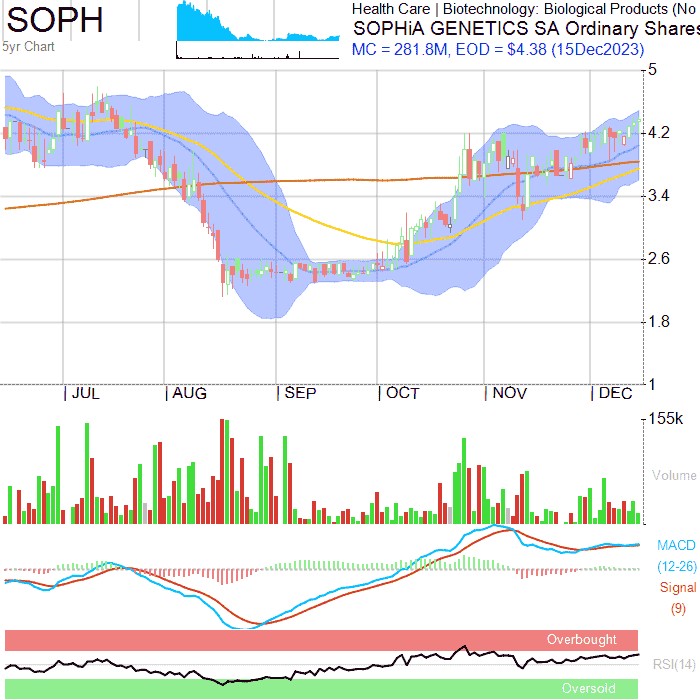 SOPH
5yr Chart
Health Care | Biotechnology: Biological Products (No
SOPHiA GENETICS SA Ordinary Shares
MC = 281.8M, EOD = $4.38 (15Dec2023)
5
4.2
3.4
2.6
1.8
1
JUL AUG SEP OCT NOV DEC
155k
Volume
MACD
(12-26)
Signal
(9)
Overbought
RSI(14)
Oversold